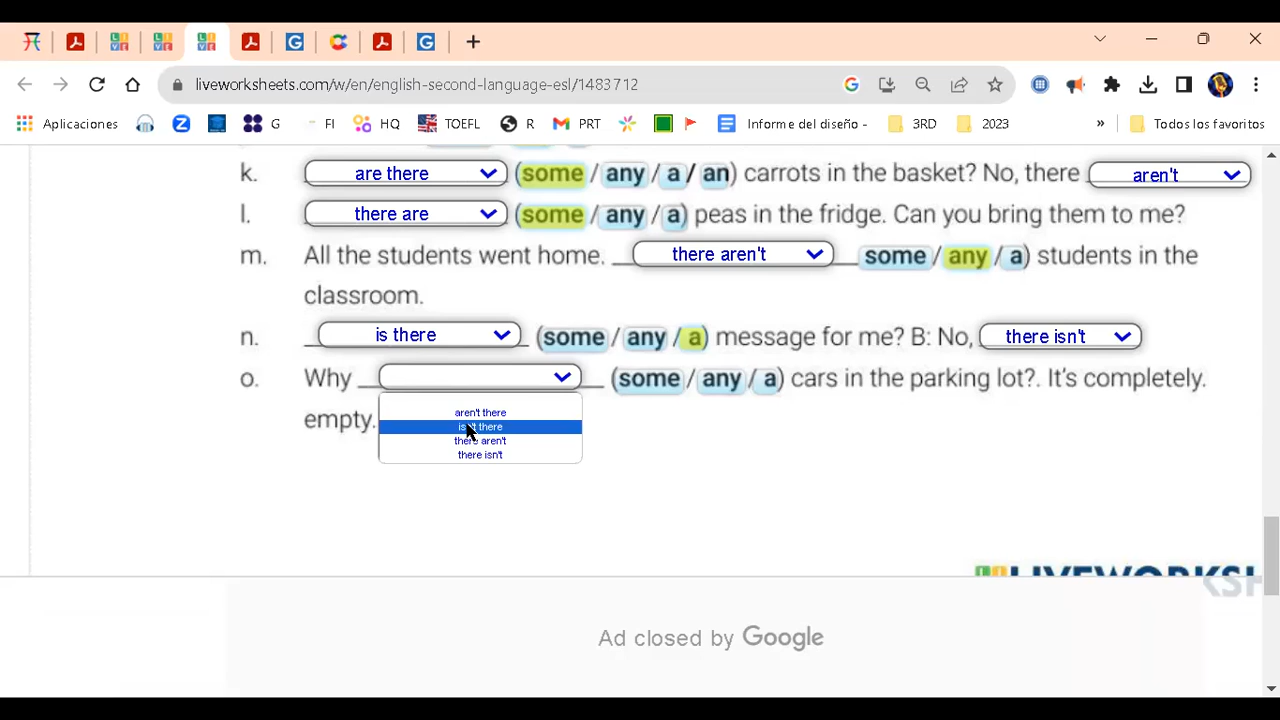 liveworksheets.com/w/en/english-second-language-esl/1483712
Aplicaciones G FI HQ TOEFL R PRT Informe del diseño - 3RD 2023 » Todos los favoritos
k. are there (some/any/a/an) carrots in the basket? No, there aren't
l. there are (some/any/a) peas in the fridge. Can you bring them to me?
m. All the students went home. there aren't some/any/a) students in the
classroom.
n. is there (some/any/a) message for me? B: No, there isn't
o. Why (some/any/a) cars in the parking lot?. It's completely.
empty.
aren't there
isn't there
there aren't
there isn't
LIVEWORKSH
Ad closed by Google